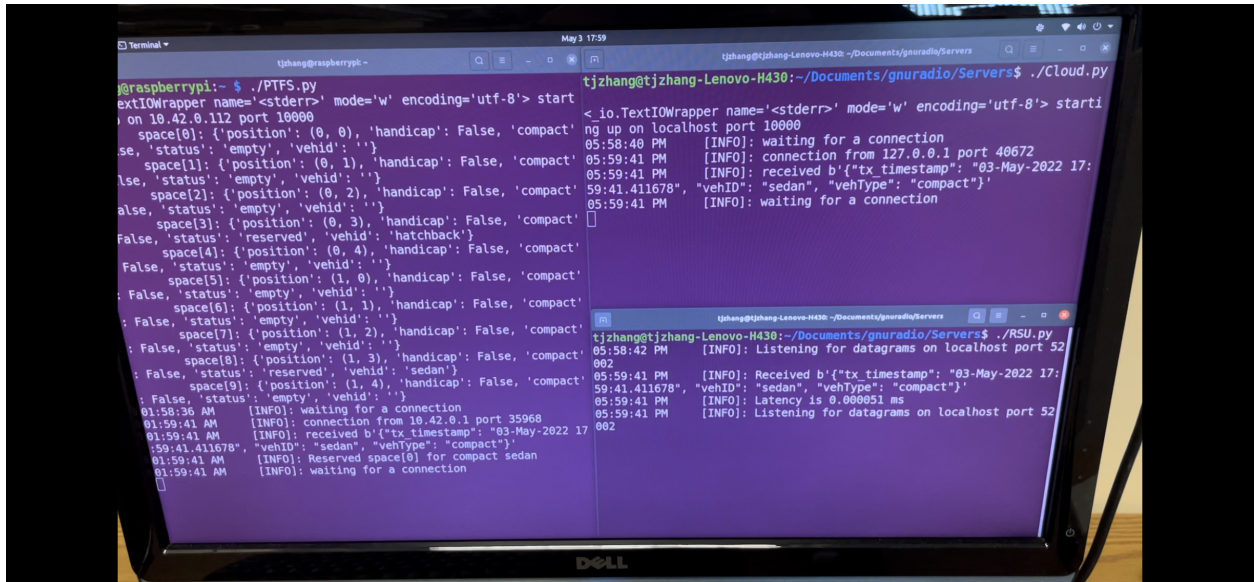 Terminal
May 3 17:59
tjzhang@raspberrypi: ~
@raspberrypi:~ $ ./PTFS.py
extIOWrapper name='<stderr>' mode='w' encoding='utf-8'> start
on 10.42.0.112 port 10000
space[0]: {'position': (0, 0), 'handicap': False, 'compact'
se, 'status': 'empty', 'vehid': ''}
space[1]: {'position': (0, 1), 'handicap': False, 'compact'
lse, 'status': 'empty', 'vehid': ''}
space[2]: {'position': (0, 2), 'handicap': False, 'compact'
alse, 'status': 'empty', 'vehid': ''}
space[3]: {'position': (0, 3), 'handicap': False, 'compact'
False, 'status': 'reserved', 'vehid': 'hatchback'}
space[4]: {'position': (0, 4), 'handicap': False, 'compact'
False, 'status': 'empty', 'vehid': ''}
space[5]: {'position': (1, 0), 'handicap': False, 'compact'
: False, 'status': 'empty', 'vehid': ''}
space[6]: {'position': (1, 1), 'handicap': False, 'compact'
: False, 'status': 'empty', 'vehid': ''}
space[7]: {'position': (1, 2), 'handicap': False, 'compact'
: False, 'status': 'empty', 'vehid': ''}
space[8]: {'position': (1, 3), 'handicap': False, 'compact'
: False, 'status': 'reserved', 'vehid': 'sedan'}
space[9]: {'position': (1, 4), 'handicap': False, 'compact'
: False, 'status': 'empty', 'vehid': ''}
01:58:36 AM [INFO]: waiting for a connection
01:59:41 AM [INFO]: connection from 10.42.0.1 port 35968
01:59:41 AM [INFO]: received b'{"tx_timestamp": "03-May-2022 17
:59:41.411678", "vehID": "sedan", "vehType": "compact"}'
01:59:41 AM [INFO]: Reserved space[0] for compact sedan
01:59:41 AM [INFO]: waiting for a connection
tjzhang@tjzhang-Lenovo-H430: ~/Documents/gnuradio/Servers
tjzhang@tjzhang-Lenovo-H430:~/Documents/gnuradio/Servers$ ./Cloud.py
<_io.TextIOWrapper name='<stderr>' mode='w' encoding='utf-8'> starti
ng up on localhost port 10000
05:58:40 PM [INFO]: waiting for a connection
05:59:41 PM [INFO]: connection from 127.0.0.1 port 40672
05:59:41 PM [INFO]: received b'{"tx_timestamp": "03-May-2022 17:
59:41.411678", "vehID": "sedan", "vehType": "compact"}'
05:59:41 PM [INFO]: waiting for a connection
tjzhang@tjzhang-Lenovo-H430: ~/Documents/gnuradio/Servers
tjzhang@tjzhang-Lenovo-H430:~/Documents/gnuradio/Servers$ ./RSU.py
05:58:42 PM [INFO]: Listening for datagrams on localhost port 52
002
05:59:41 PM [INFO]: Received b'{"tx_timestamp": "03-May-2022 17:
59:41.411678", "vehID": "sedan", "vehType": "compact"}'
05:59:41 PM [INFO]: Latency is 0.000051 ms
05:59:41 PM [INFO]: Listening for datagrams on localhost port 52
002
DELL